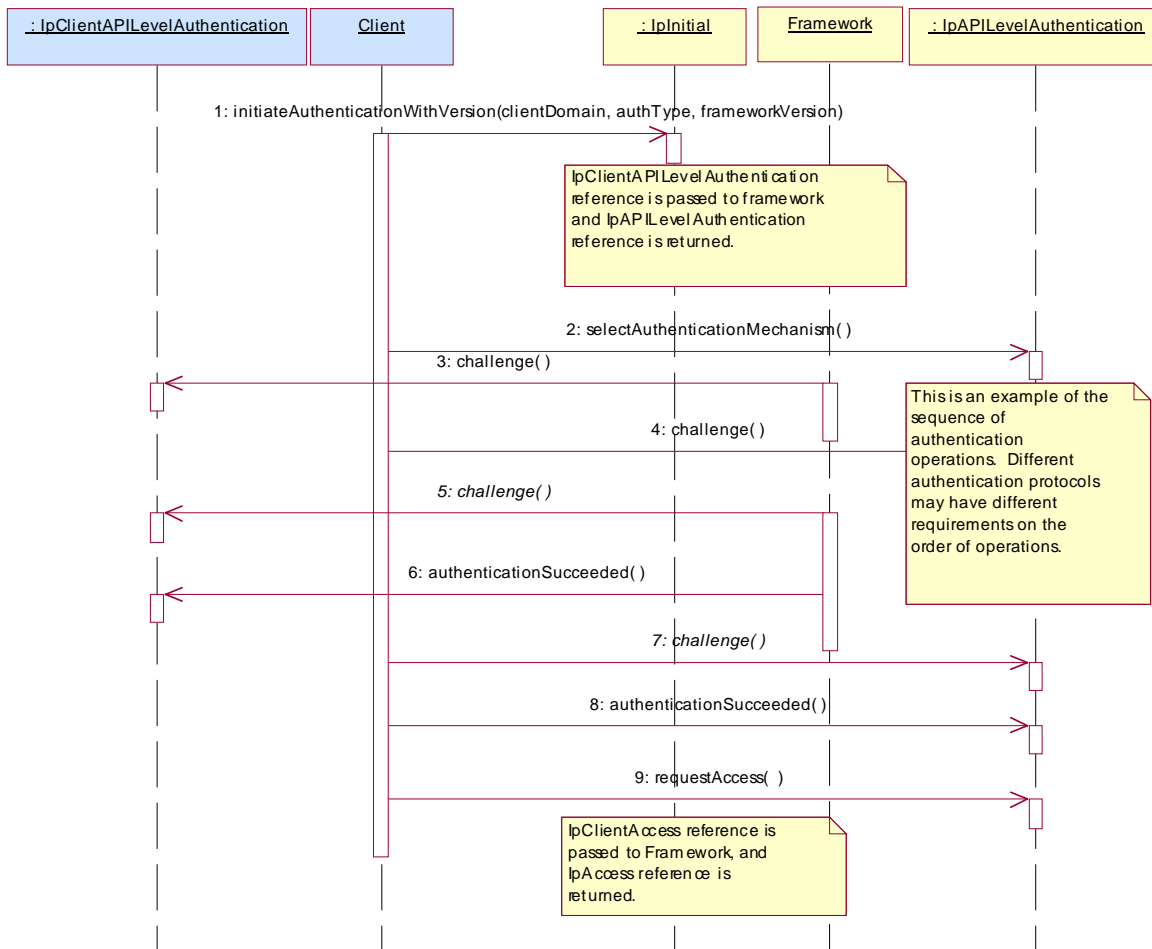 : IpClientAPILevelAuthentication
Client
: IpInitial
Framework
: IpAPILevelAuthentication
1: initiateAuthenticationWithVersion(clientDomain, authType, frameworkVersion)
IpClientAPILevelAuthentication
reference is passed to framework
and IpAPILevelAuthentication
reference is returned.
2: selectAuthenticationMechanism( )
3: challenge( )
This is an example of the
sequence of
authentication
operations. Different
authentication protocols
may have different
requirements on the
order of operations.
4: challenge( )
5: challenge( )
6: authenticationSucceeded( )
7: challenge( )
8: authenticationSucceeded( )
9: requestAccess( )
IpClientAccess reference is
passed to Framework, and
IpAccess reference is
returned.